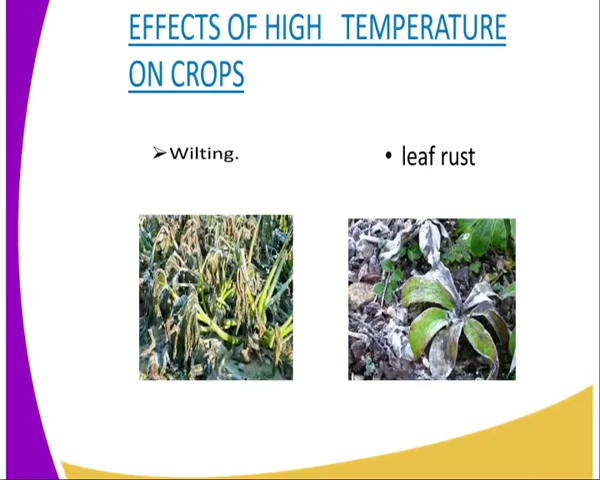 EFFECTS OF HIGH TEMPERATURE
ON CROPS
➢Wilting.
• leaf rust